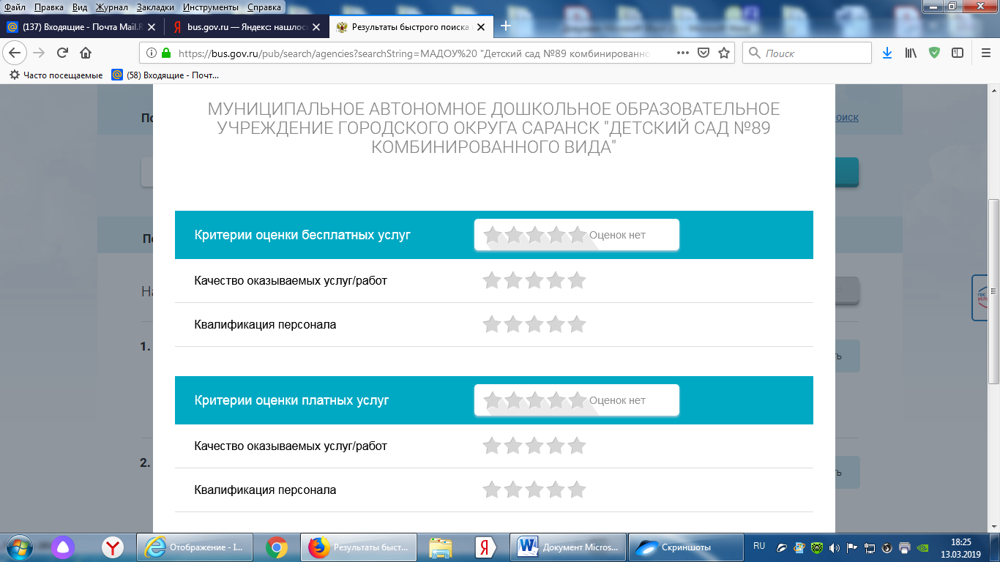 Файл Правка Вид Журнал Закладки Инструменты Справка
(137) Входящие - Почта Mail.R
bus.gov.ru — Яндекс: нашлос
Результаты быстрого поиска
https://bus.gov.ru/pub/search/agencies?searchString=МАДОУ%20 "Детский сад №89 комбинированно
Поиск
Часто посещаемые
(58) Входящие - Почт...
МУНИЦИПАЛЬНОЕ АВТОНОМНОЕ ДОШКОЛЬНОЕ ОБРАЗОВАТЕЛЬНОЕ
УЧРЕЖДЕНИЕ ГОРОДСКОГО ОКРУГА САРАНСК "ДЕТСКИЙ САД №89
КОМБИНИРОВАННОГО ВИДА"
Критерии оценки бесплатных услуг
Оценок нет
Качество оказываемых услуг/работ
Квалификация персонала
1.
Критерии оценки платных услуг
Оценок нет
Качество оказываемых услуг/работ
2.
Квалификация персонала
Отображение - I...
Результаты быст...
Документ Micros...
Скриншоты
RU
18:25
13.03.2019